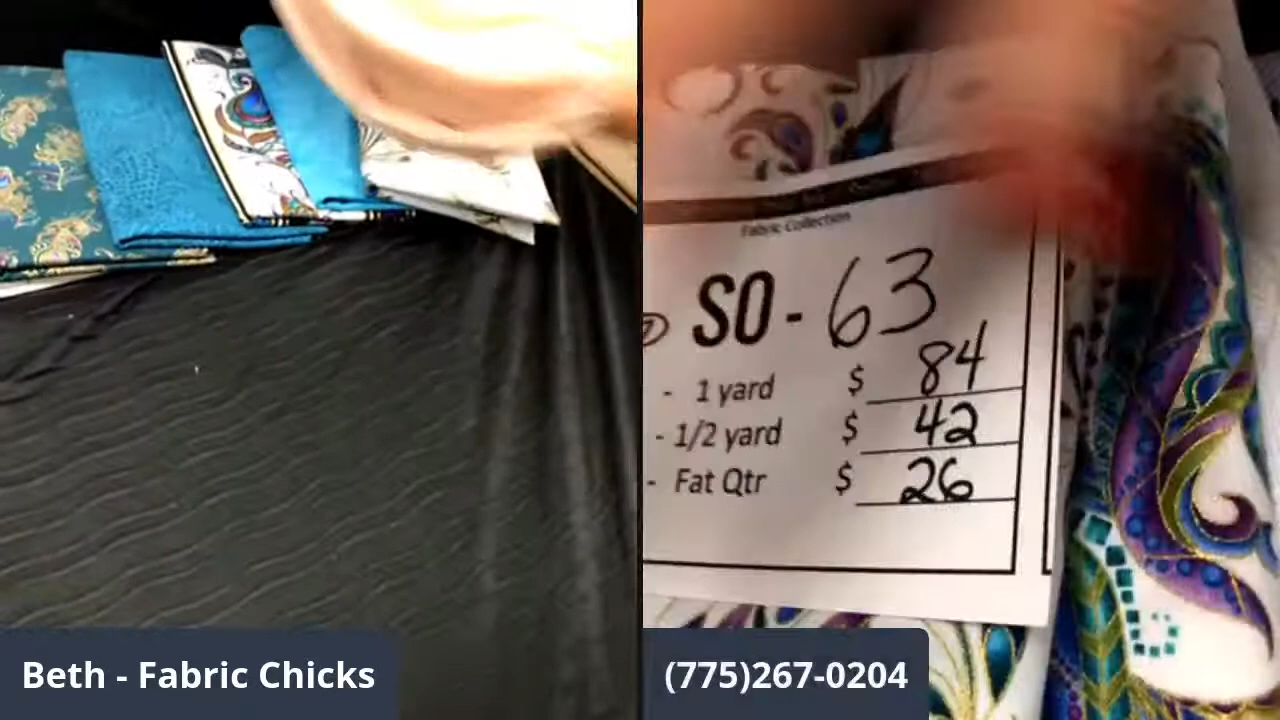 Fabric Collection
SO - 63
- 1 yard $ 84
- 1/2 yard $ 42
- Fat Qtr $ 26
Beth - Fabric Chicks
(775)267-0204